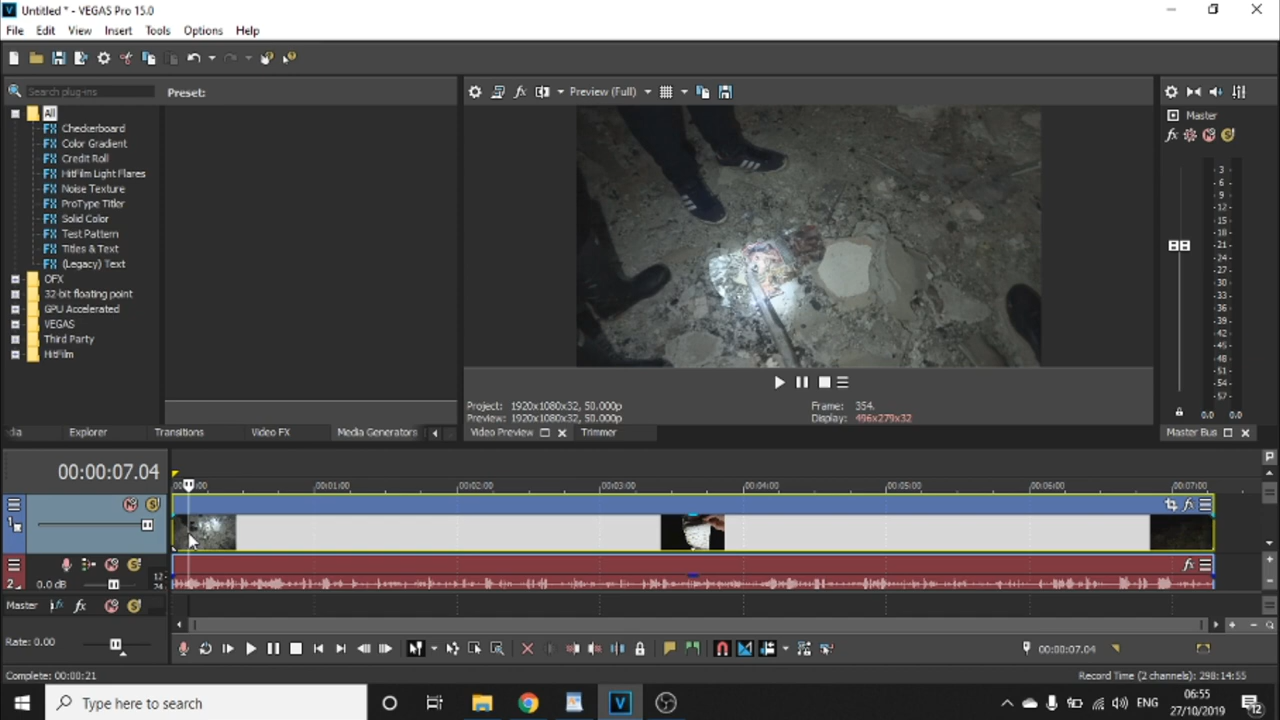 Untitled * - VEGAS Pro 15.0
File Edit View Insert Tools Options Help
Search plug-ins
Preset:
All
Checkerboard
Color Gradient
Credit Roll
HitFilm Light Flares
Noise Texture
ProType Titler
Solid Color
Test Pattern
Titles & Text
(Legacy) Text
OFX
32-bit floating point
GPU Accelerated
VEGAS
Third Party
HitFilm
dia Explorer Transitions Video FX Media Generators
Preview (Full)
Project: 1920x1080x32, 50.000p Frame: 354.
Preview: 1920x1080x32, 50.000p Display: 496x279x32
Video Preview Trimmer
Master
3
6
9
12
15
18
21
24
27
30
33
36
39
42
45
48
51
54
57
0.0 0.0
Master Bus
00:00:07.04
00:01:00 00:02:00 00:03:00 00:04:00 00:05:00 00:06:00 00:07:00
1
2 0.0 dB 12
24
Master fx
Rate: 0.00
00:00:07.04
Complete: 00:00:21 Record Time (2 channels): 298:14:55
Type here to search ENG 06:55
27/10/2019 12